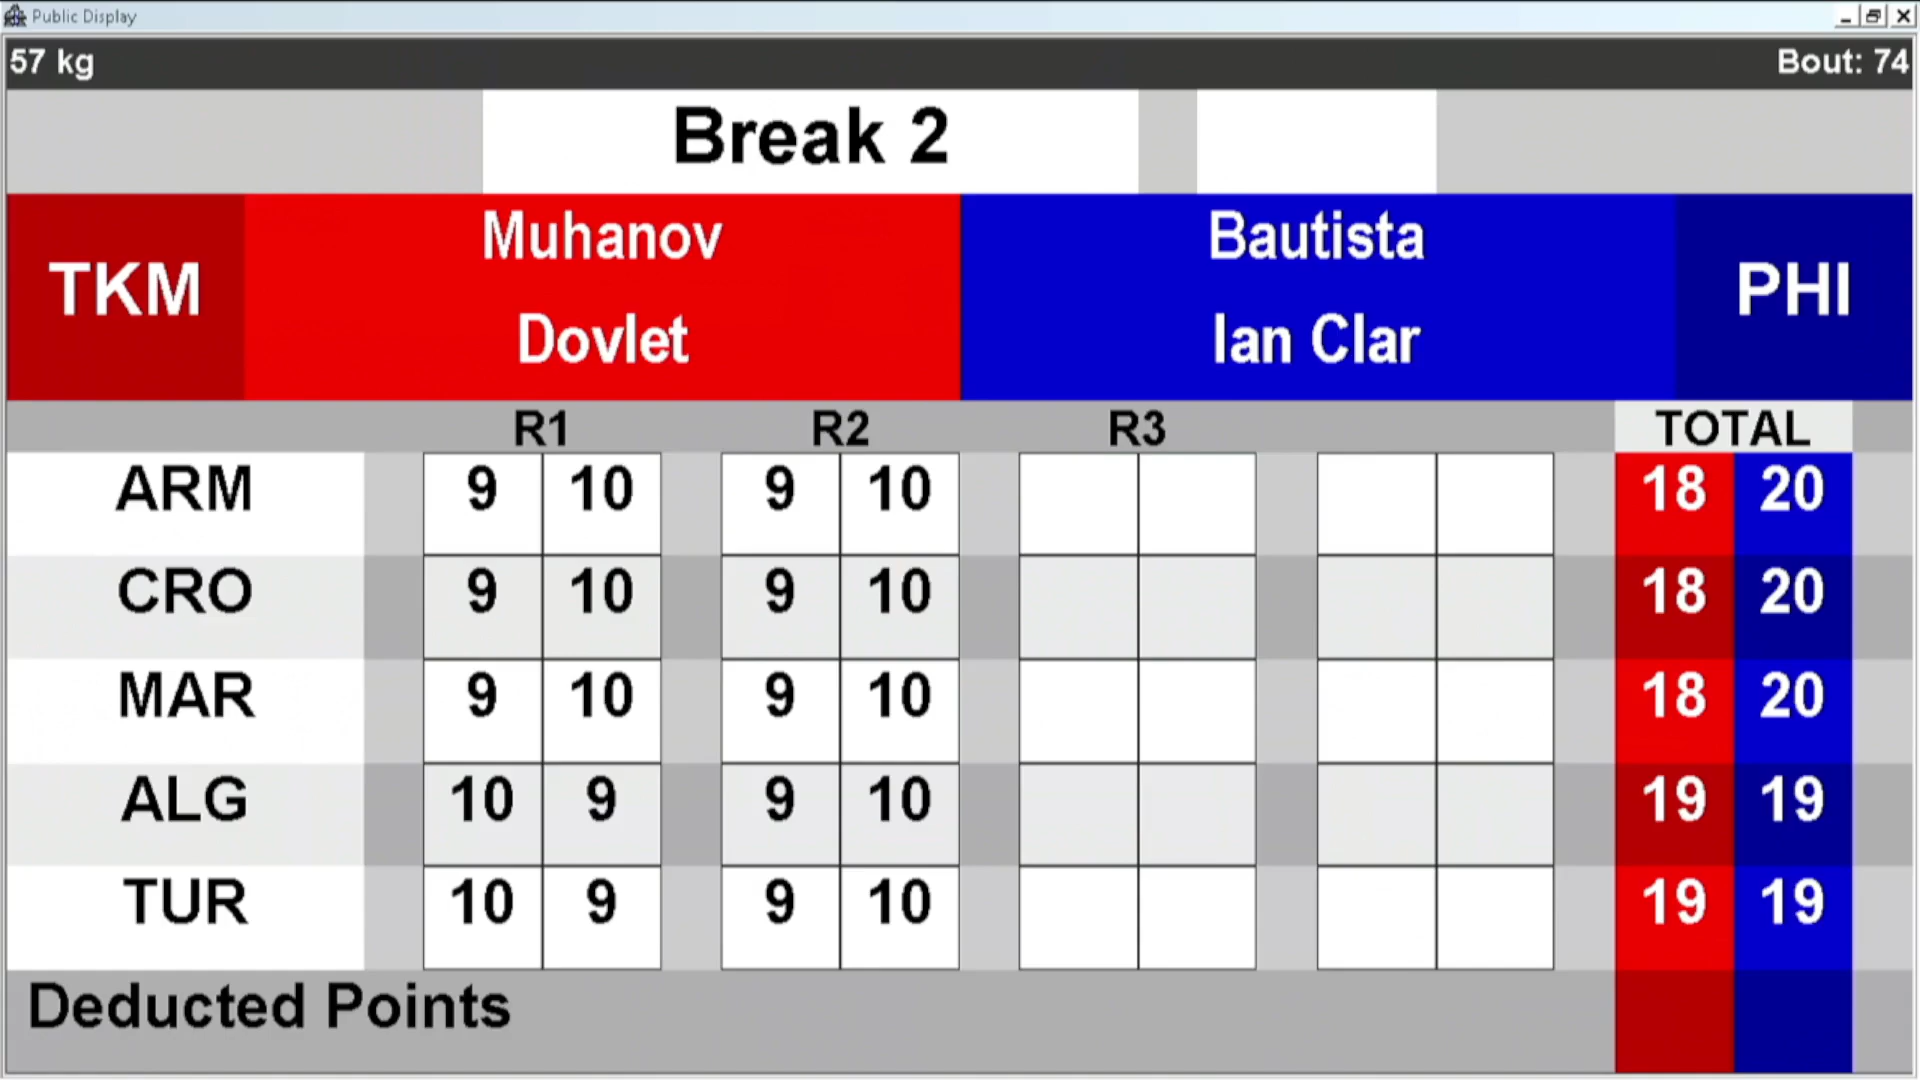 Public Display
57 kg Bout: 74
Break 2
TKM Muhanov Dovlet Bautista Ian Clar PHI
R1 R2 R3 TOTAL
ARM 9 10 9 10 18 20
CRO 9 10 9 10 18 20
MAR 9 10 9 10 18 20
ALG 10 9 9 10 19 19
TUR 10 9 9 10 19 19
Deducted Points